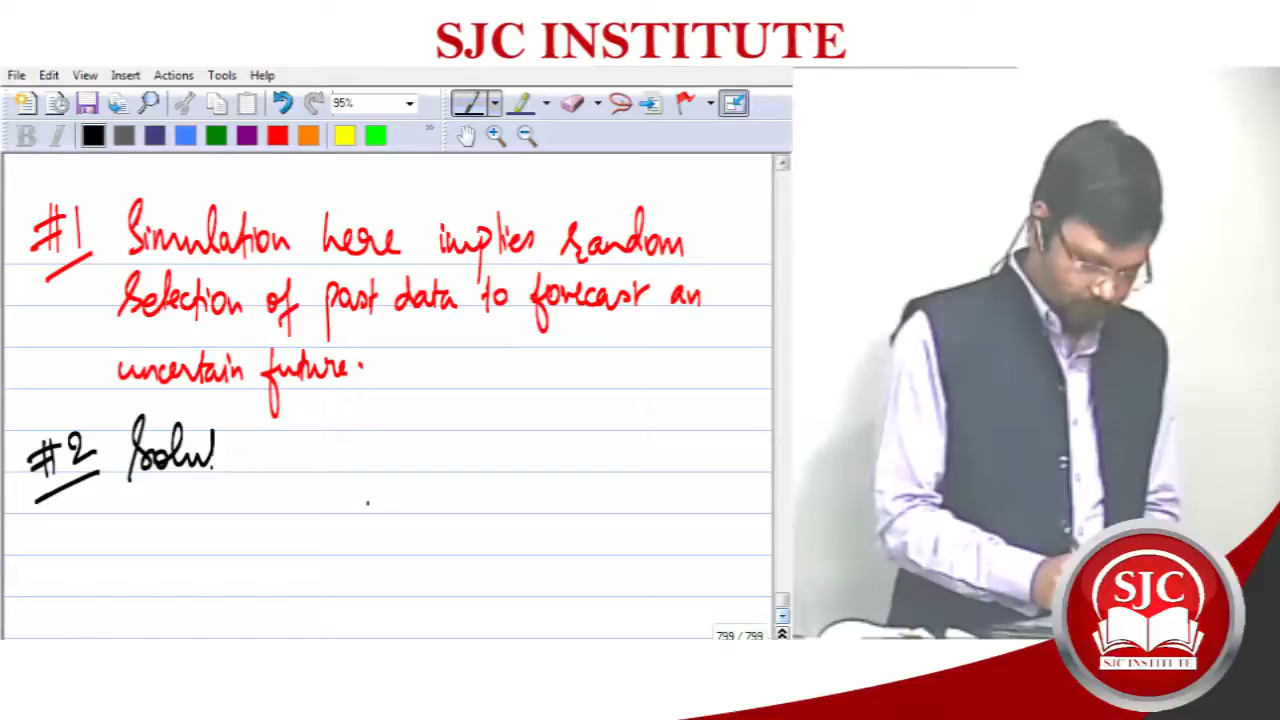 SJC INSTITUTE
File Edit View Insert Actions Tools Help
95%
B I
#1 Simulation here implies random
Selection of past data to forecast an
uncertain future.
#2 Solu
799 / 799
SJC
SJC INSTITUTE